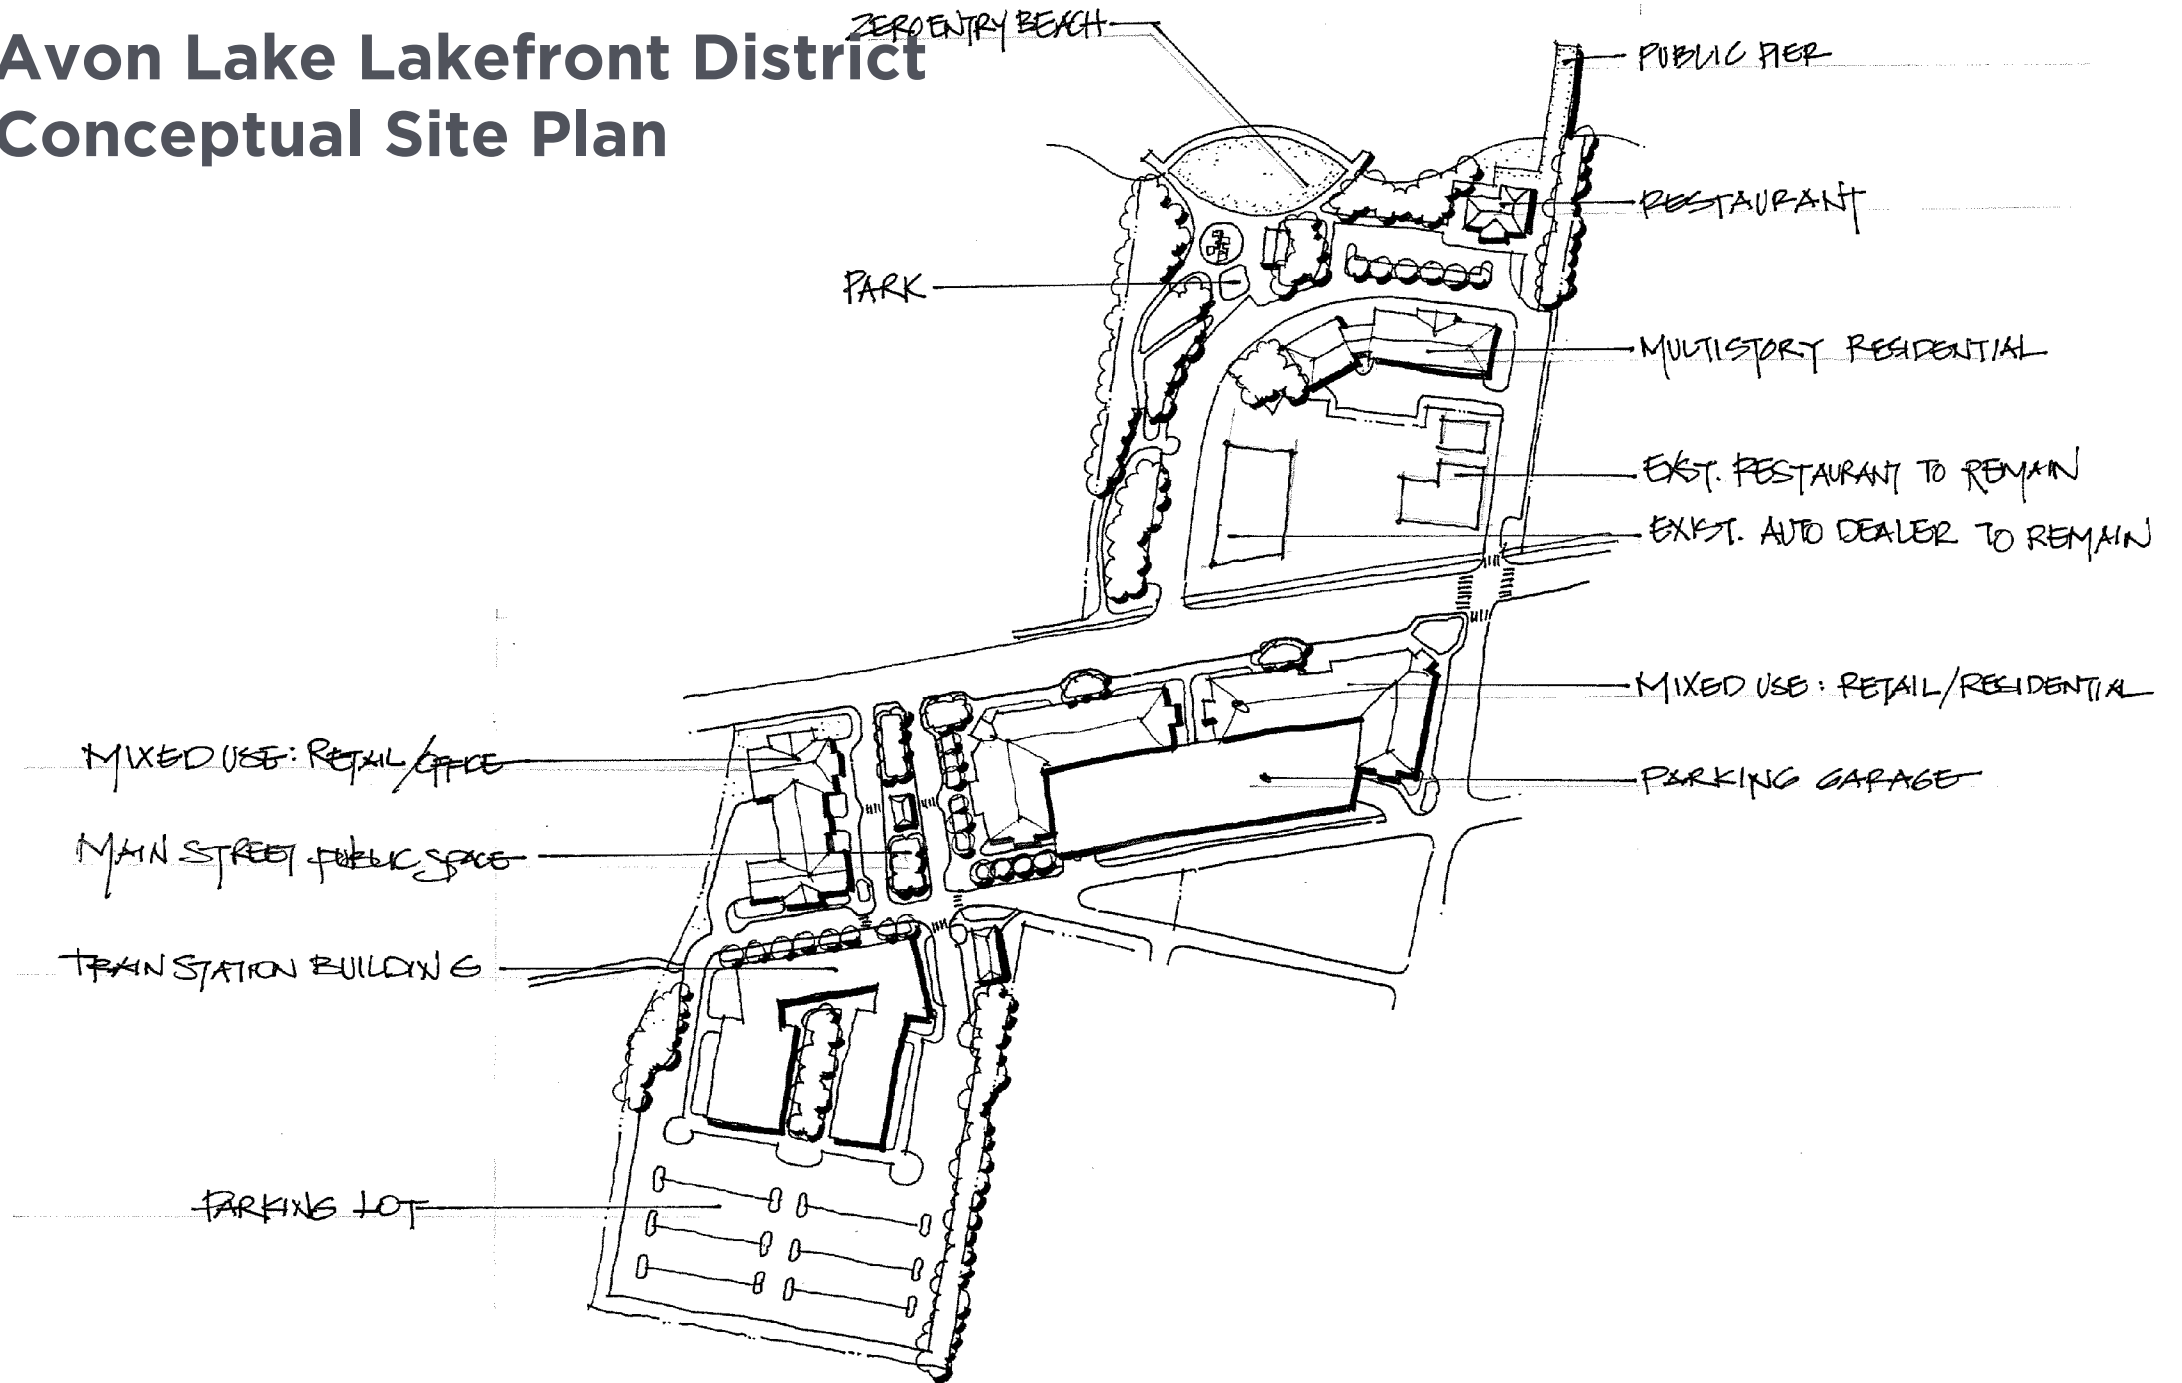 Avon Lake Lakefront District
Conceptual Site Plan
ZERO ENTRY BEACH
PUBLIC PIER
RESTAURANT
PARK
MULTISTORY RESIDENTIAL
EXIST. RESTAURANT TO REMAIN
EXIST. AUTO DEALER TO REMAIN
MIXED USE: RETAIL/RESIDENTIAL
MIXED USE: RETAIL/OFFICE
PARKING GARAGE
MAIN STREET PUBLIC SPACE
TRAIN STATION BUILDING
PARKING LOT